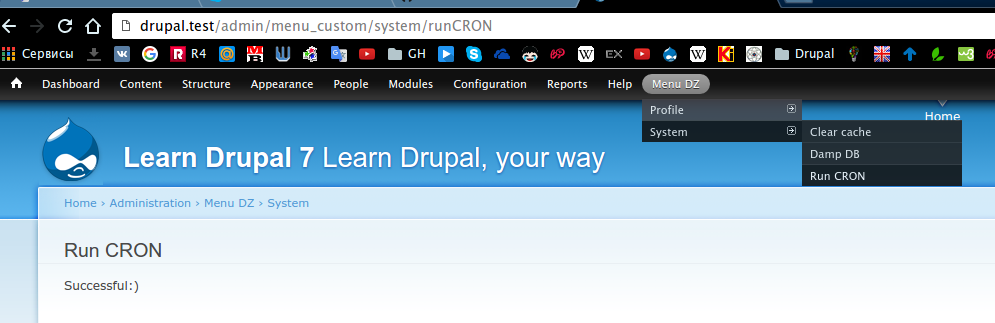 drupal.test/admin/menu_custom/system/runCRON
Сервисы GH Drupal
Dashboard Content Structure Appearance People Modules Configuration Reports Help Menu DZ
Profile
System
Clear cache
Damp DB
Run CRON
Home
Learn Drupal 7 Learn Drupal, your way
Home › Administration › Menu DZ › System
Run CRON
Successful:)